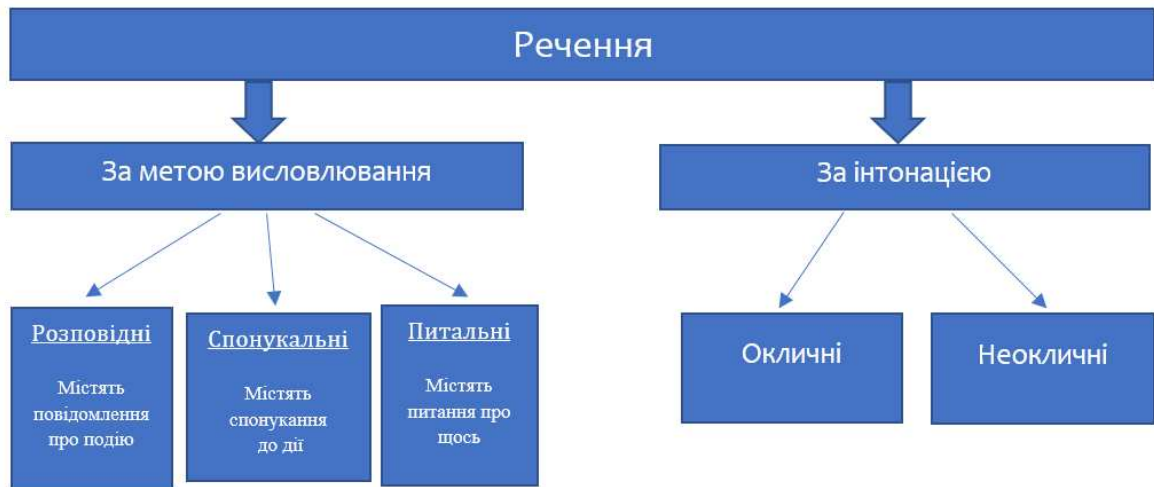 Речення
За метою висловлювання
За інтонацією
Розповідні
Містять
повідомлення
про подію
Спонукальні
Містять
спонукання
до дії
Питальні
Містять
питання про
щось
Окличні
Неокличні